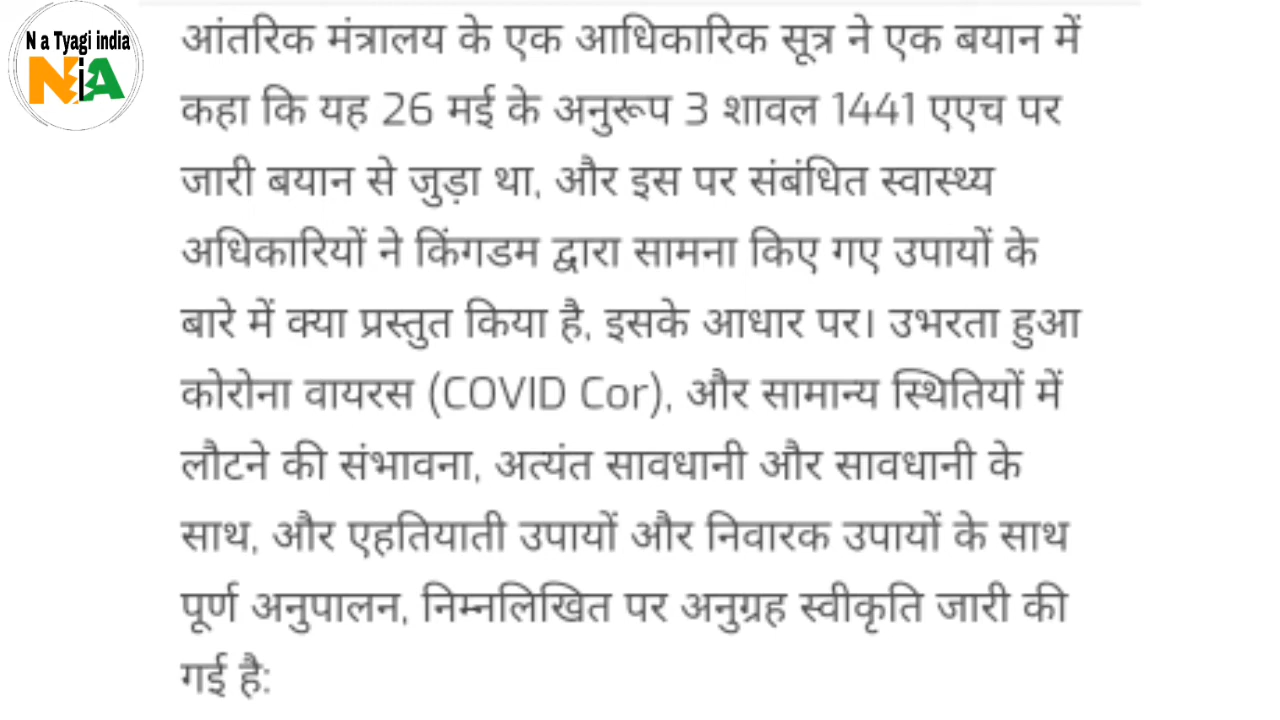 N a Tyagi india
NiA
आंतरिक मंत्रालय के एक आधिकारिक सूत्र ने एक बयान में
कहा कि यह 26 मई के अनुरूप 3 शावल 1441 एएच पर
जारी बयान से जुड़ा था, और इस पर संबंधित स्वास्थ्य
अधिकारियों ने किंगडम द्वारा सामना किए गए उपायों के
बारे में क्या प्रस्तुत किया है, इसके आधार पर। उभरता हुआ
कोरोना वायरस (COVID Cor), और सामान्य स्थितियों में
लौटने की संभावना, अत्यंत सावधानी और सावधानी के
साथ, और एहतियाती उपायों और निवारक उपायों के साथ
पूर्ण अनुपालन, निम्नलिखित पर अनुग्रह स्वीकृति जारी की
गई है: